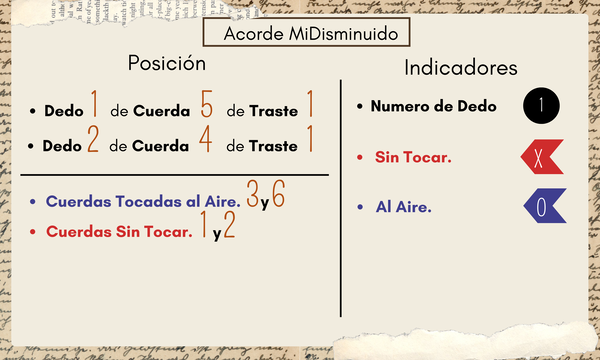 Acorde MiDisminuido
Posición
Dedo 1 de Cuerda 5 de Traste 1
Dedo 2 de Cuerda 4 de Traste 1
Cuerdas Tocadas al Aire. 3 y 6
Cuerdas Sin Tocar. 1 y 2
Indicadores
Numero de Dedo 1
Sin Tocar. X
Al Aire. 0